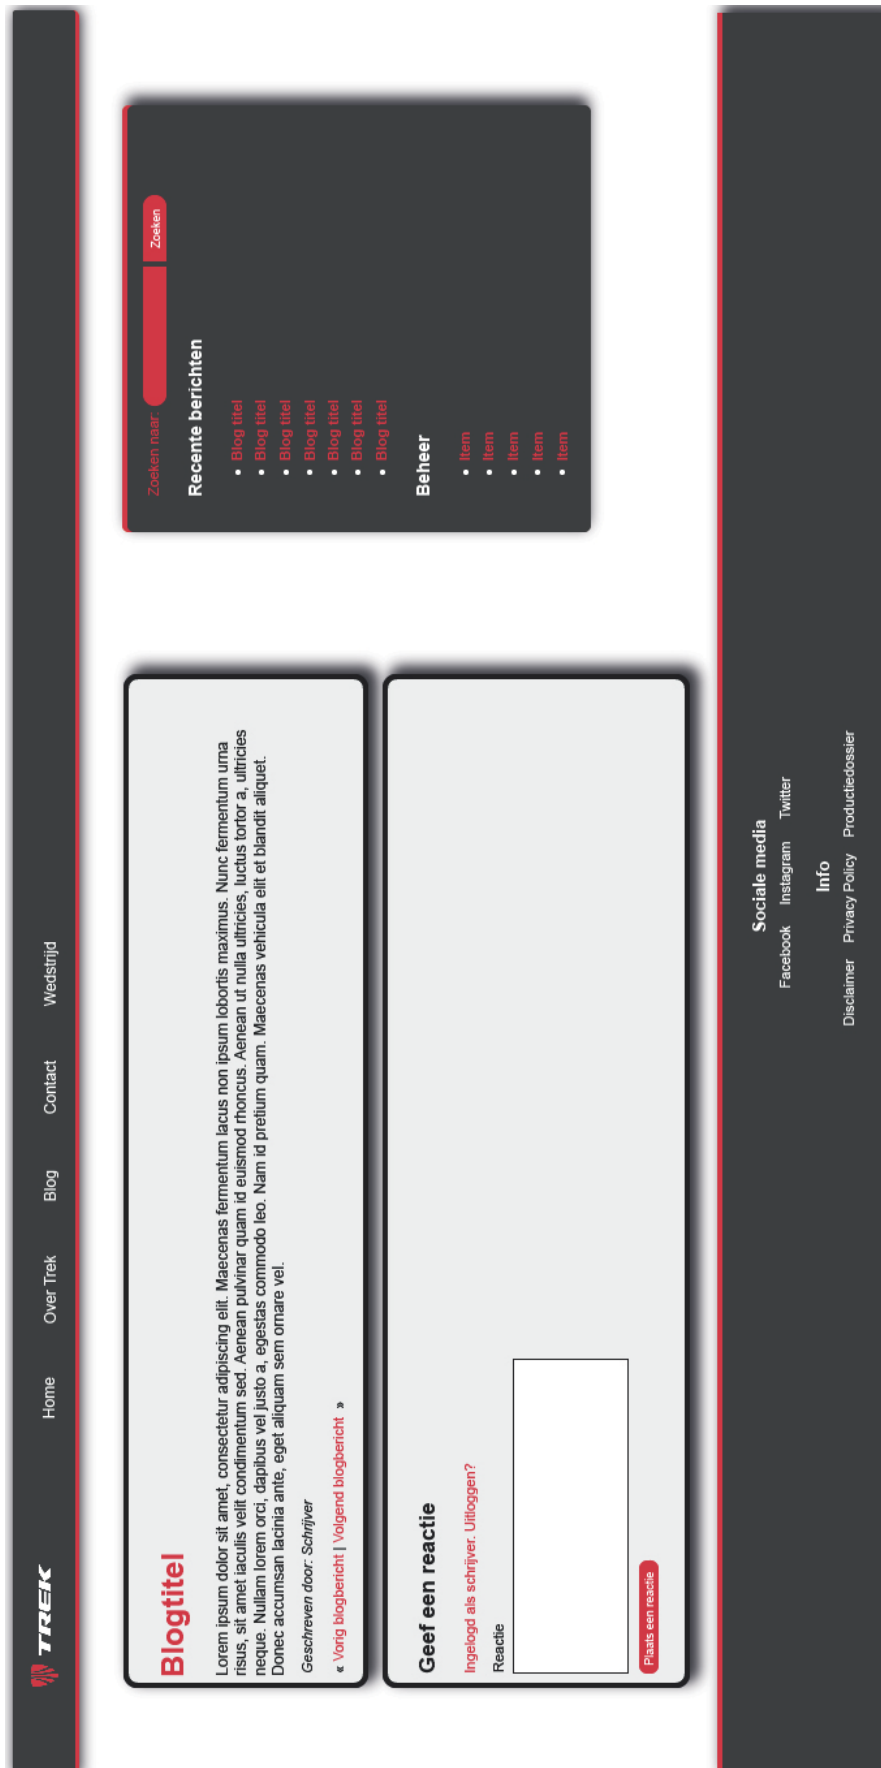 TREK
Home Over Trek Blog Contact Wedstrijd
Blogtitel
Lorem ipsum dolor sit amet, consectetur adipiscing elit. Maecenas fermentum lacus non ipsum lobortis maximus. Nunc fermentum urna
risus, sit amet iaculis velit condimentum sed. Aenean pulvinar quam id euismod rhoncus. Aenean ut nulla ultricies, luctus tortor a, ultricies
neque. Nullam lorem orci, dapibus vel justo a, egestas commodo leo. Nam id pretium quam. Maecenas vehicula elit et blandit aliquet.
Donec accumsan lacinia ante, eget aliquam sem ornare vel.
Geschreven door: Schrijver
« Vorig blogbericht | Volgend blogbericht »
Geef een reactie
Ingelogd als schrijver. Uitloggen?
Reactie
Plaats een reactie
Zoeken naar: Zoeken
Recente berichten
• Blog titel
• Blog titel
• Blog titel
• Blog titel
• Blog titel
• Blog titel
• Blog titel
Beheer
• Item
• Item
• Item
• Item
• Item
Sociale media
Facebook Instagram Twitter
Info
Disclaimer Privacy Policy Productiedossier